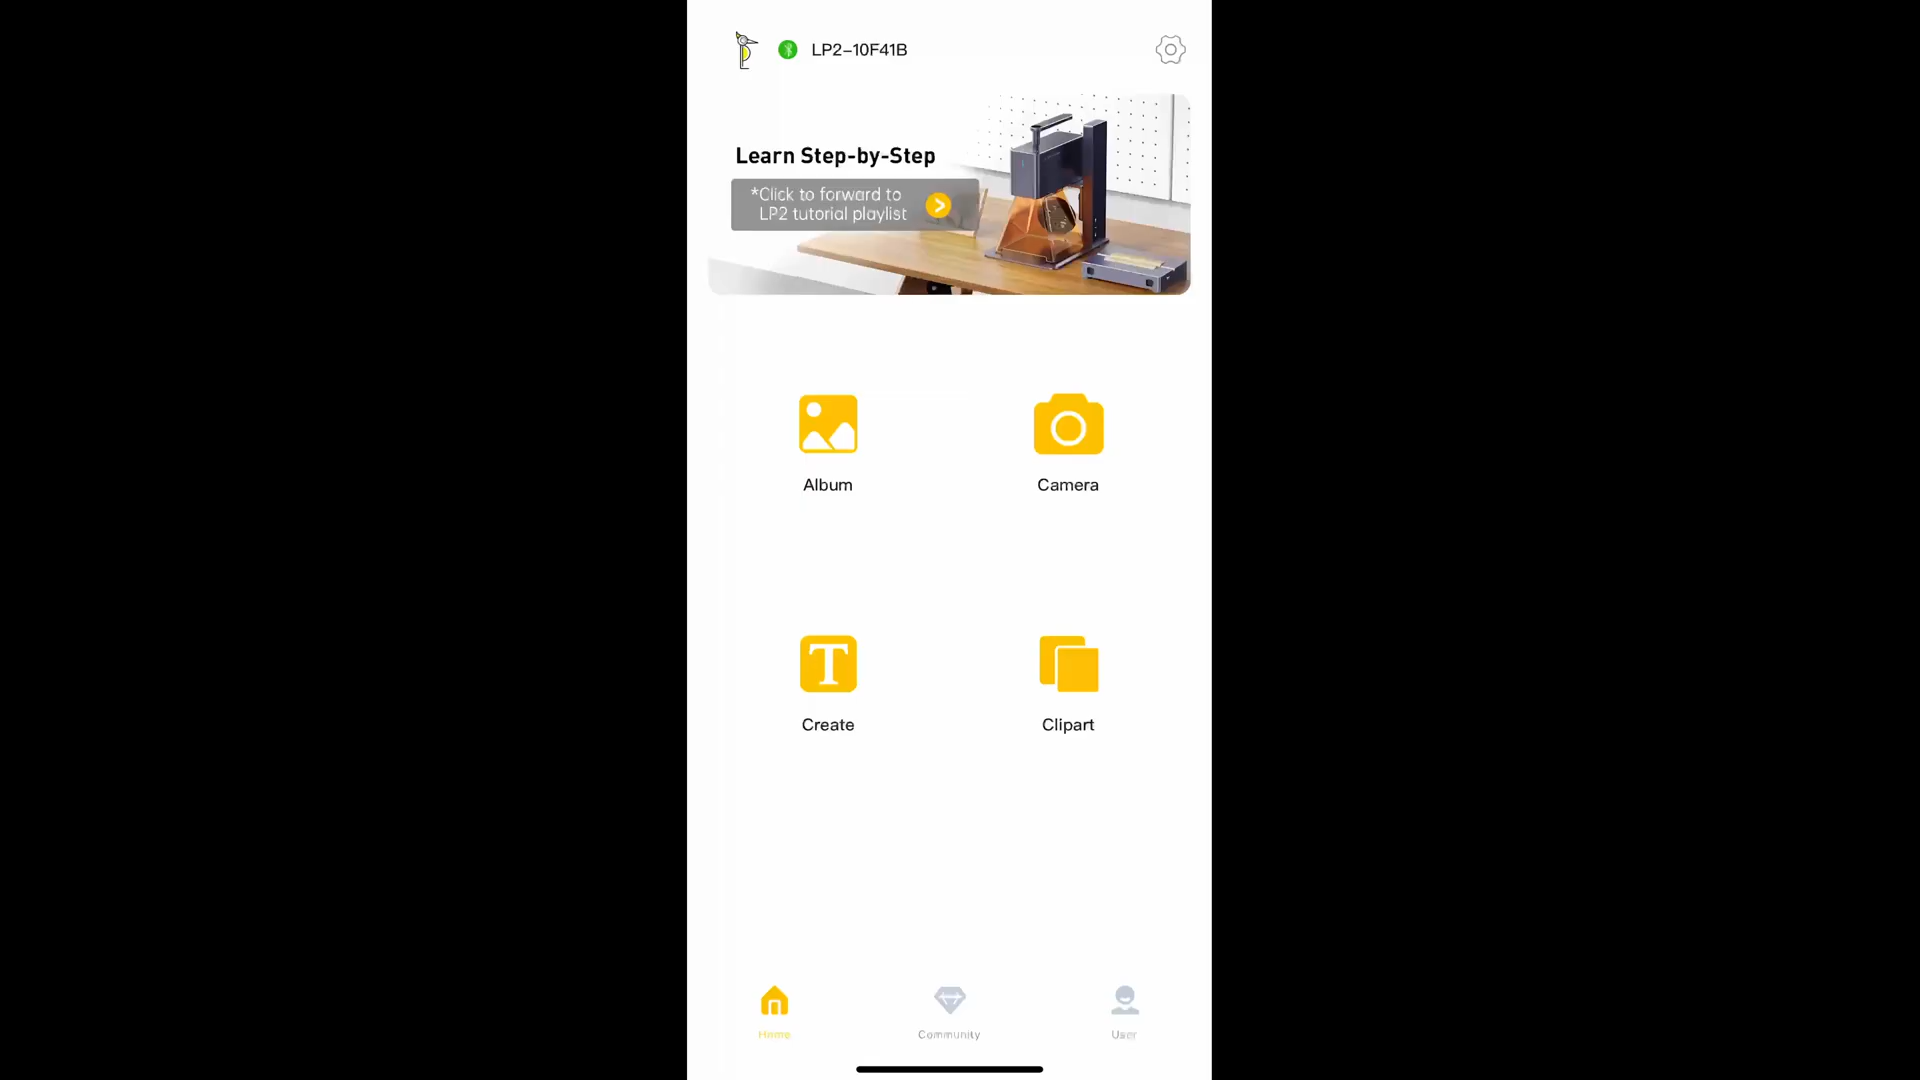 LP2-10F41B
Learn Step-by-Step
*Click to forward to
LP2 tutorial playlist
Album
Camera
Create
Clipart
Home
Community
User